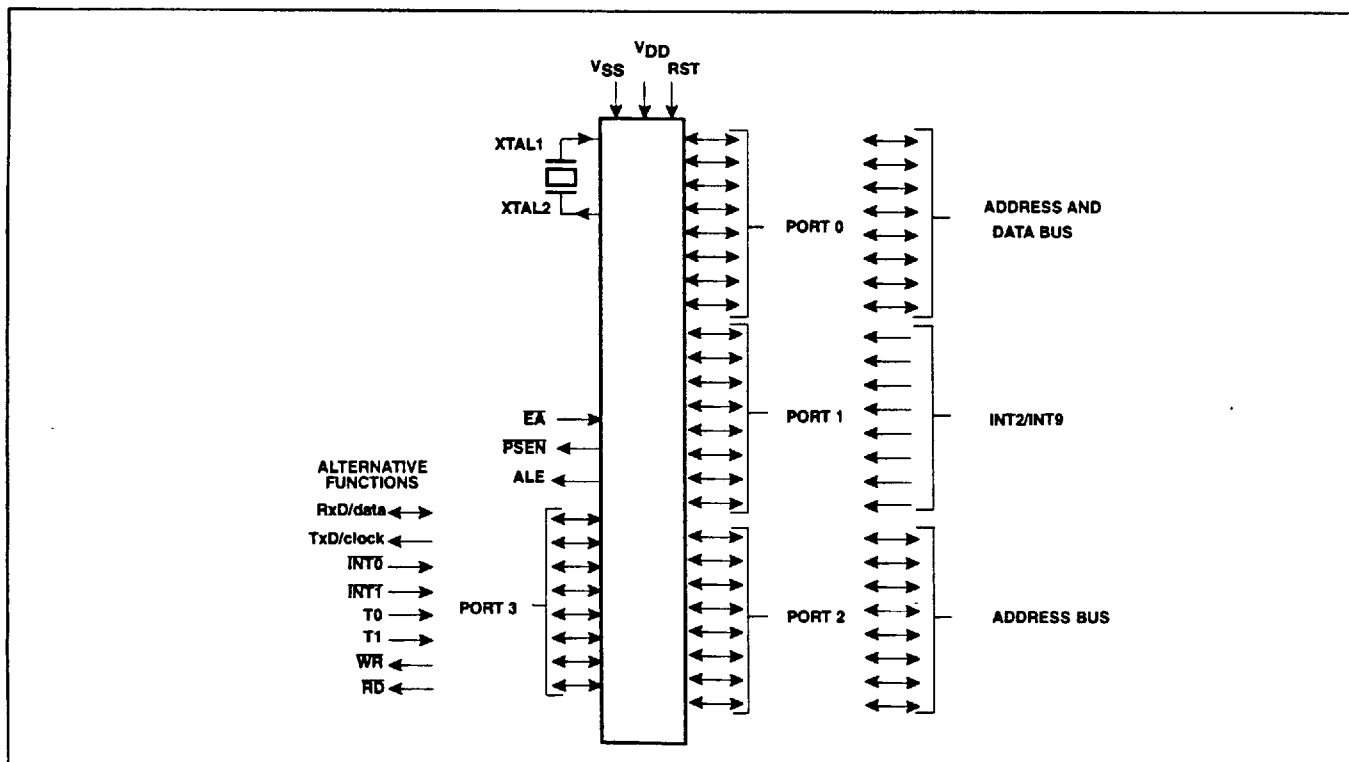 VSS
VDD
RST
XTAL1
XTAL2
PORT 0
ADDRESS AND
DATA BUS
EA
PSEN
ALE
PORT 1
INT2/INT9
ALTERNATIVE
FUNCTIONS
RxD/data
TxD/clock
INT0
INT1
T0
T1
WR
RD
PORT 3
PORT 2
ADDRESS BUS